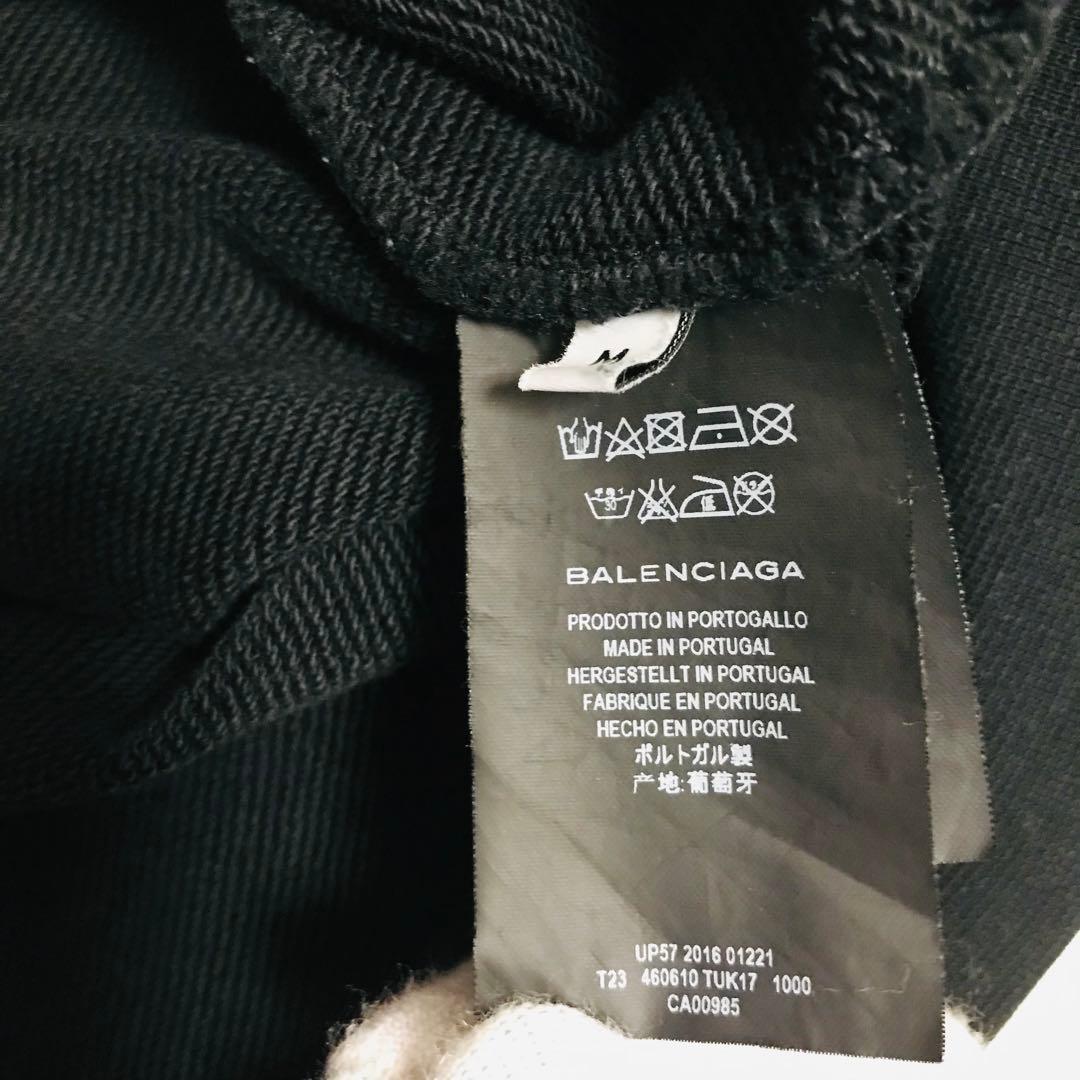 M
30
BALENCIAGA
PRODOTTO IN PORTOGALLO
MADE IN PORTUGAL
HERGESTELLT IN PORTUGAL
FABRIQUE EN PORTUGAL
HECHO EN PORTUGAL
ポルトガル製
产地:葡萄牙
UP57 2016 01221
T23 460610 TUK17 1000
CA00985